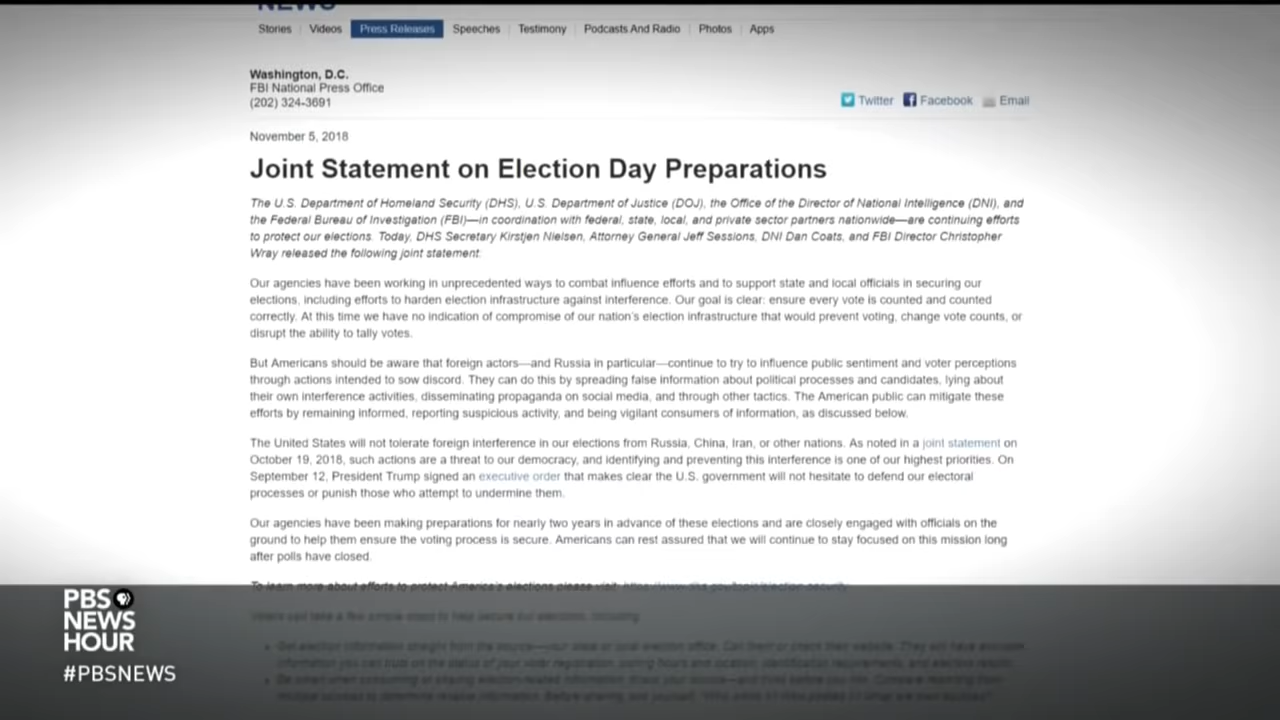 NEWS
Stories Videos Press Releases Speeches Testimony Podcasts And Radio Photos Apps
Washington, D.C.
FBI National Press Office
(202) 324-3691
Twitter Facebook Email
November 5, 2018
Joint Statement on Election Day Preparations
The U.S. Department of Homeland Security (DHS), U.S. Department of Justice (DOJ), the Office of the Director of National Intelligence (DNI), and
the Federal Bureau of Investigation (FBI)—in coordination with federal, state, local, and private sector partners nationwide—are continuing efforts
to protect our elections. Today, DHS Secretary Kirstjen Nielsen, Attorney General Jeff Sessions, DNI Dan Coats, and FBI Director Christopher
Wray released the following joint statement:
Our agencies have been working in unprecedented ways to combat influence efforts and to support state and local officials in securing our
elections, including efforts to harden election infrastructure against interference. Our goal is clear: ensure every vote is counted and counted
correctly. At this time we have no indication of compromise of our nation's election infrastructure that would prevent voting, change vote counts, or
disrupt the ability to tally votes.
But Americans should be aware that foreign actors—and Russia in particular—continue to try to influence public sentiment and voter perceptions
through actions intended to sow discord. They can do this by spreading false information about political processes and candidates, lying about
their own interference activities, disseminating propaganda on social media, and through other tactics. The American public can mitigate these
efforts by remaining informed, reporting suspicious activity, and being vigilant consumers of information, as discussed below.
The United States will not tolerate foreign interference in our elections from Russia, China, Iran, or other nations. As noted in a joint statement on
October 19, 2018, such actions are a threat to our democracy, and identifying and preventing this interference is one of our highest priorities. On
September 12, President Trump signed an executive order that makes clear the U.S. government will not hesitate to defend our electoral
processes or punish those who attempt to undermine them.
Our agencies have been making preparations for nearly two years in advance of these elections and are closely engaged with officials on the
ground to help them ensure the voting process is secure. Americans can rest assured that we will continue to stay focused on this mission long
after polls have closed.
To learn more about efforts to protect America's elections please visit:
PBS
NEWS
HOUR
#PBSNEWS